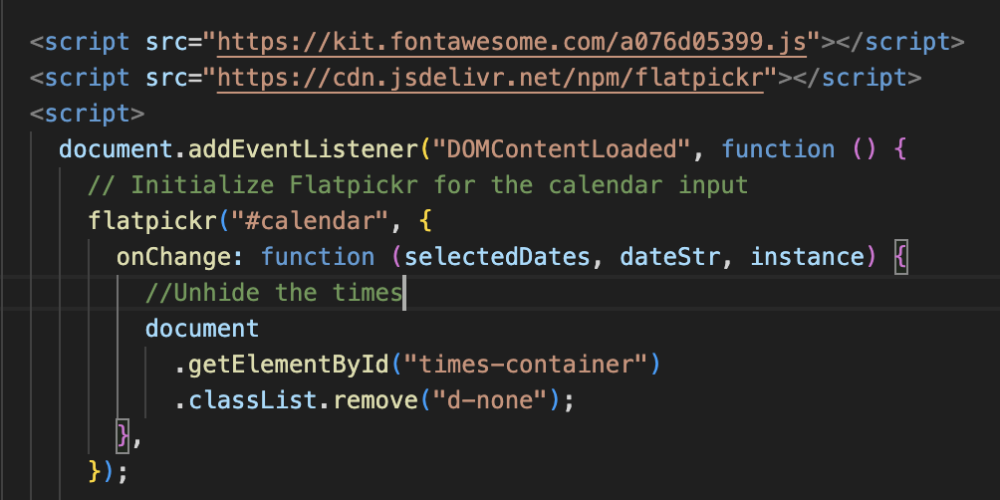 <script src="https://kit.fontawesome.com/a076d05399.js"></script>
<script src="https://cdn.jsdelivr.net/npm/flatpickr"></script>
<script>
document.addEventListener("DOMContentLoaded", function () {
// Initialize Flatpickr for the calendar input
flatpickr("#calendar", {
onChange: function (selectedDates, dateStr, instance) {
//Unhide the times
document
.getElementById("times-container")
.classList.remove("d-none");
},
});